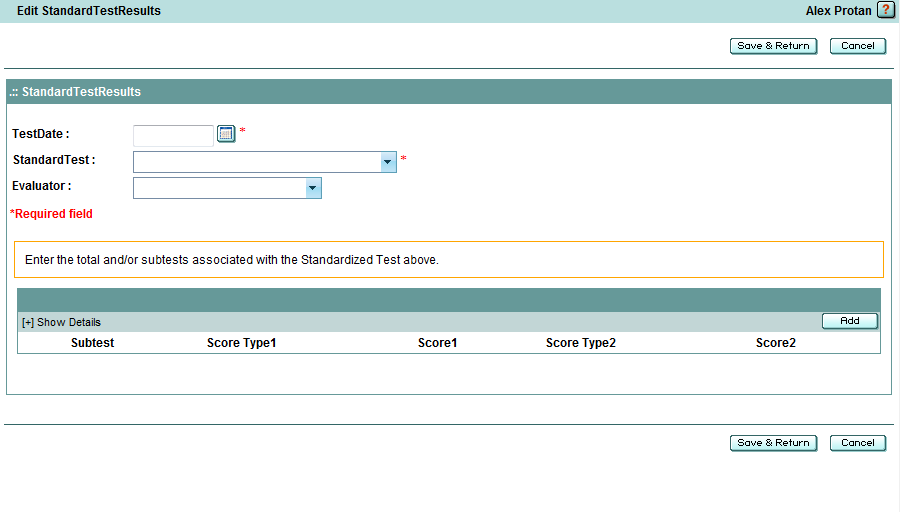 Edit StandardTestResults Alex Protan ?
Save & Return Cancel
.:: StandardTestResults
TestDate : *
StandardTest : *
Evaluator :
*Required field
Enter the total and/or subtests associated with the Standardized Test above.
[+] Show Details Add
Subtest Score Type1 Score1 Score Type2 Score2
Save & Return Cancel